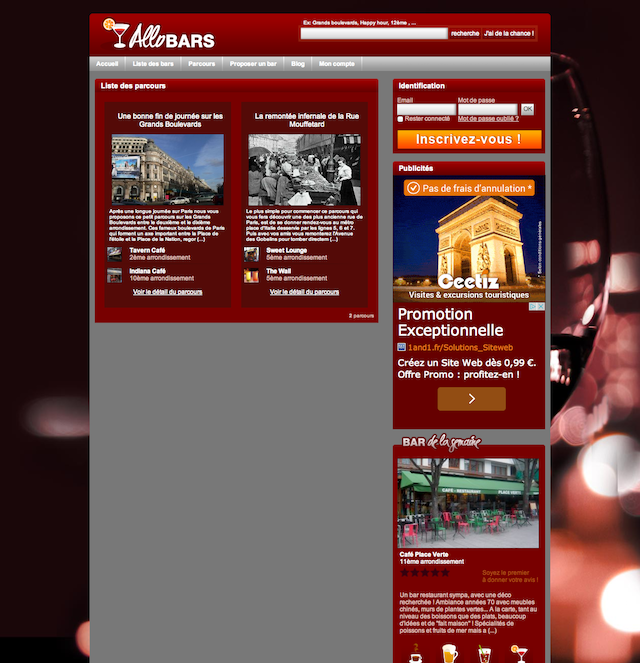 Ex: Grands boulevards, Happy hour, 12ème , ...
Allo BARS
recherche
J'ai de la chance !
Accueil
Liste des bars
Parcours
Proposer un bar
Blog
Mon compte
Liste des parcours
Une bonne fin de journée sur les
Grands Boulevards
Après une longue journée sur Paris nous vous
proposons ce petit parcours sur les Grands
Boulevards entre le deuxième et le dixième
arrondissement. Ces fameux boulevards de Paris
qui forment un axe important entre la Place de
l'étoile et la Place de la Nation, regor [...]
Tavern Café
2ème arrondissement
Indiana Café
10ème arrondissement
Voir le détail du parcours
La remontée infernale de la Rue
Mouffetard
Le plus simple pour commencer ce parcours qui
vous fera découvrir une des plus ancienne rue de
Paris, est de se donner rendez-vous au métro
place d'Italie desservie par les lignes 5, 6 et 7.
Puis avec vos amis vous remonterez l'Avenue
des Gobelins pour tomber directem [...]
Sweet Lounge
5ème arrondissement
The Wall
5ème arrondissement
Voir le détail du parcours
2 parcours
Identification
Email
Mot de passe
OK
Rester connecté
Mot de passe oublié ?
Inscrivez-vous !
Publicités
Pas de frais d'annulation *
Ceetiz
Visites & excursions touristiques
Promotion
Exceptionnelle
1and1.fr/Solutions_Siteweb
Créez un Site Web dès 0,99 €.
Offre Promo : profitez-en !
BAR de la semaine
CAFÉ - RESTAURANT
PLACE VERTE
Café Place Verte
11ème arrondissement
Soyez le premier
à donner votre avis !
Un bar restaurant sympa, avec une déco
recherchée ! Ambiance années 70 avec meubles
chinés, murs de plantes vertes... A la carte, tant au
niveau des boissons que des plats, beaucoup
d'idées et de "fait maison" ! Spécialités de
poissons et fruits de mer mais a [...]